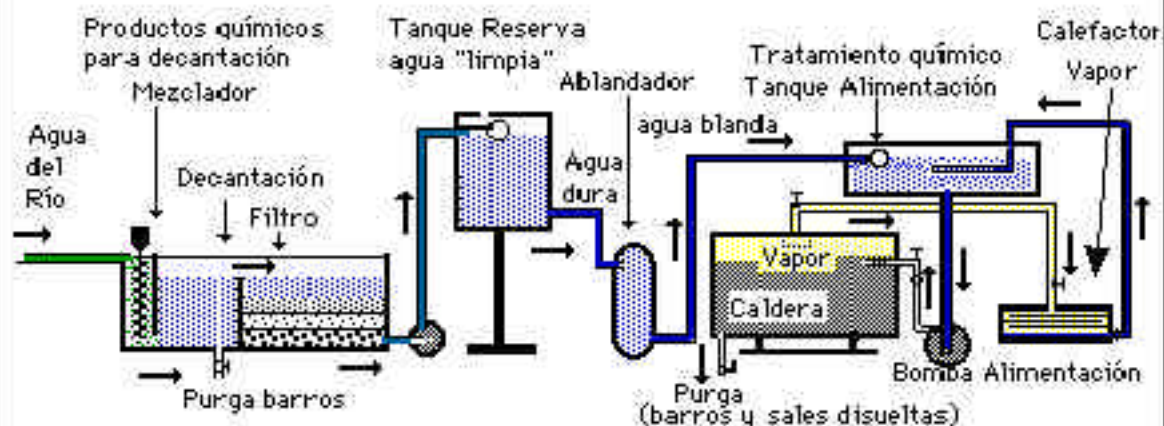 Productos químicos
para decantación
Mezclador
Agua
del
Río
Decantación
Filtro
Purga barros
Tanque Reserva
agua "limpia"
Ablandador
Agua
dura
agua blanda
Tratamiento químico
Tanque Alimentación
Calefactor
Vapor
Vapor
Caldera
Bomba Alimentación
Purga
(barros y sales disueltas)